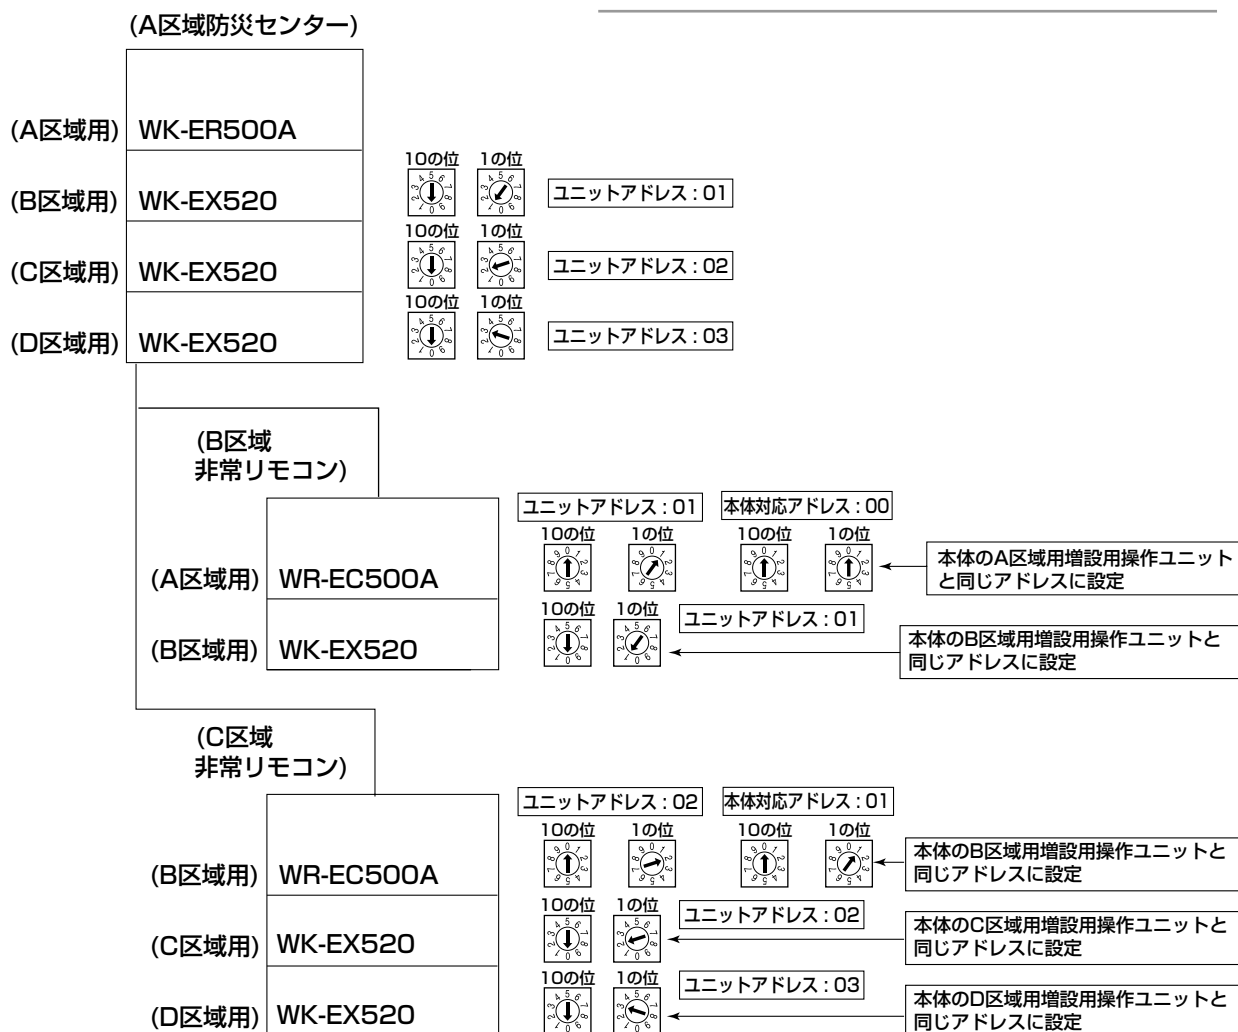 (A区域防災センター)
(A区域用) WK-ER500A
10の位 1の位
(B区域用) WK-EX520 ユニットアドレス : 01
10の位 1の位
(C区域用) WK-EX520 ユニットアドレス : 02
10の位 1の位
(D区域用) WK-EX520 ユニットアドレス : 03
(B区域
非常リモコン)
ユニットアドレス : 01 本体対応アドレス : 00
10の位 1の位 10の位 1の位
(A区域用) WR-EC500A
本体のA区域用増設用操作ユニット
と同じアドレスに設定
10の位 1の位 ユニットアドレス : 01
(B区域用) WK-EX520
本体のB区域用増設用操作ユニットと
同じアドレスに設定
(C区域
非常リモコン)
ユニットアドレス : 02 本体対応アドレス : 01
10の位 1の位 10の位 1の位
(B区域用) WR-EC500A
本体のB区域用増設用操作ユニットと
同じアドレスに設定
10の位 1の位 ユニットアドレス : 02
(C区域用) WK-EX520
本体のC区域用増設用操作ユニットと
同じアドレスに設定
10の位 1の位 ユニットアドレス : 03
(D区域用) WK-EX520
本体のD区域用増設用操作ユニットと
同じアドレスに設定